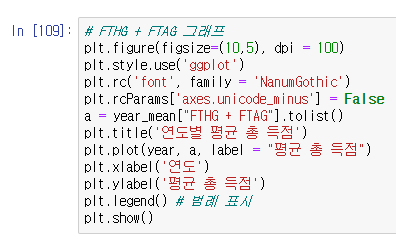 In [109]: # FTHG + FTAG 그래프
plt.figure(figsize=(10,5), dpi = 100)
plt.style.use('ggplot')
plt.rc('font', family = 'NanumGothic')
plt.rcParams['axes.unicode_minus'] = False
a = year_mean["FTHG + FTAG"].tolist()
plt.title('연도별 평균 총 득점')
plt.plot(year, a, label = "평균 총 득점")
plt.xlabel('연도')
plt.ylabel('평균 총 득점')
plt.legend() # 범례 표시
plt.show()